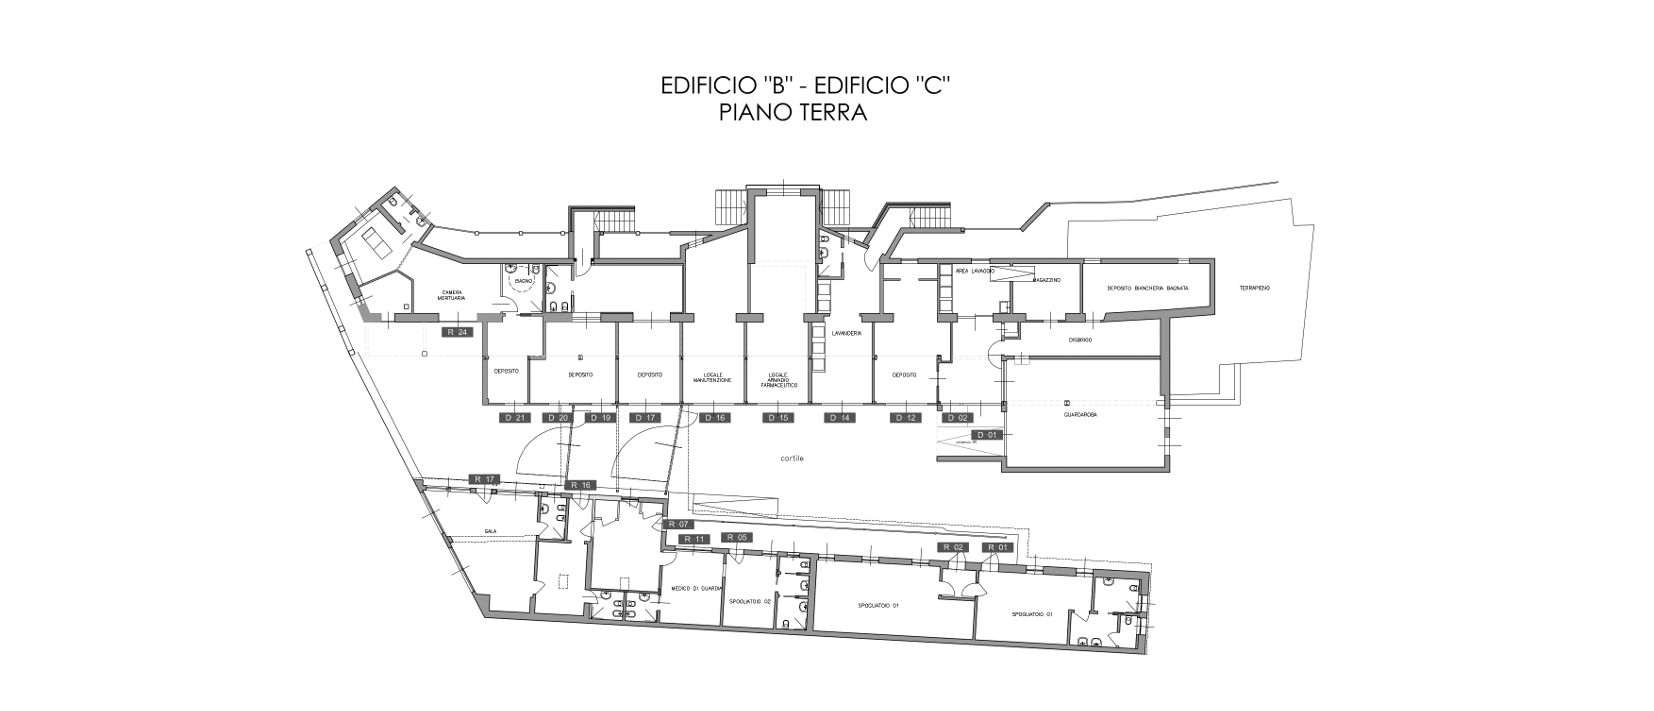 EDIFICIO "B" - EDIFICIO "C"
PIANO TERRA
AREA LAVAGGIO
MAGAZZINO
BAGNO
DEPOSITO BIANCHERIA BAGNATA
TERRAPIENO
CAMERA
MORTUARIA
R 24
LAVANDERIA
DISBRIGO
DEPOSITO
DEPOSITO
DEPOSITO
LOCALE
MANUTENZIONE
LOCALE
ARMADIO
FARMACEUTICO
DEPOSITO
GUARDAROBA
D 21
D 20
D 19
D 17
D 16
D 15
D 14
D 12
D 02
D 01
cortile
R 17
R 16
SALA
R 07
R 11
R 05
R 02
R 01
MEDICO DI GUARDIA
SPOGLIATOIO 02
SPOGLIATOIO 01
SPOGLIATOIO 01